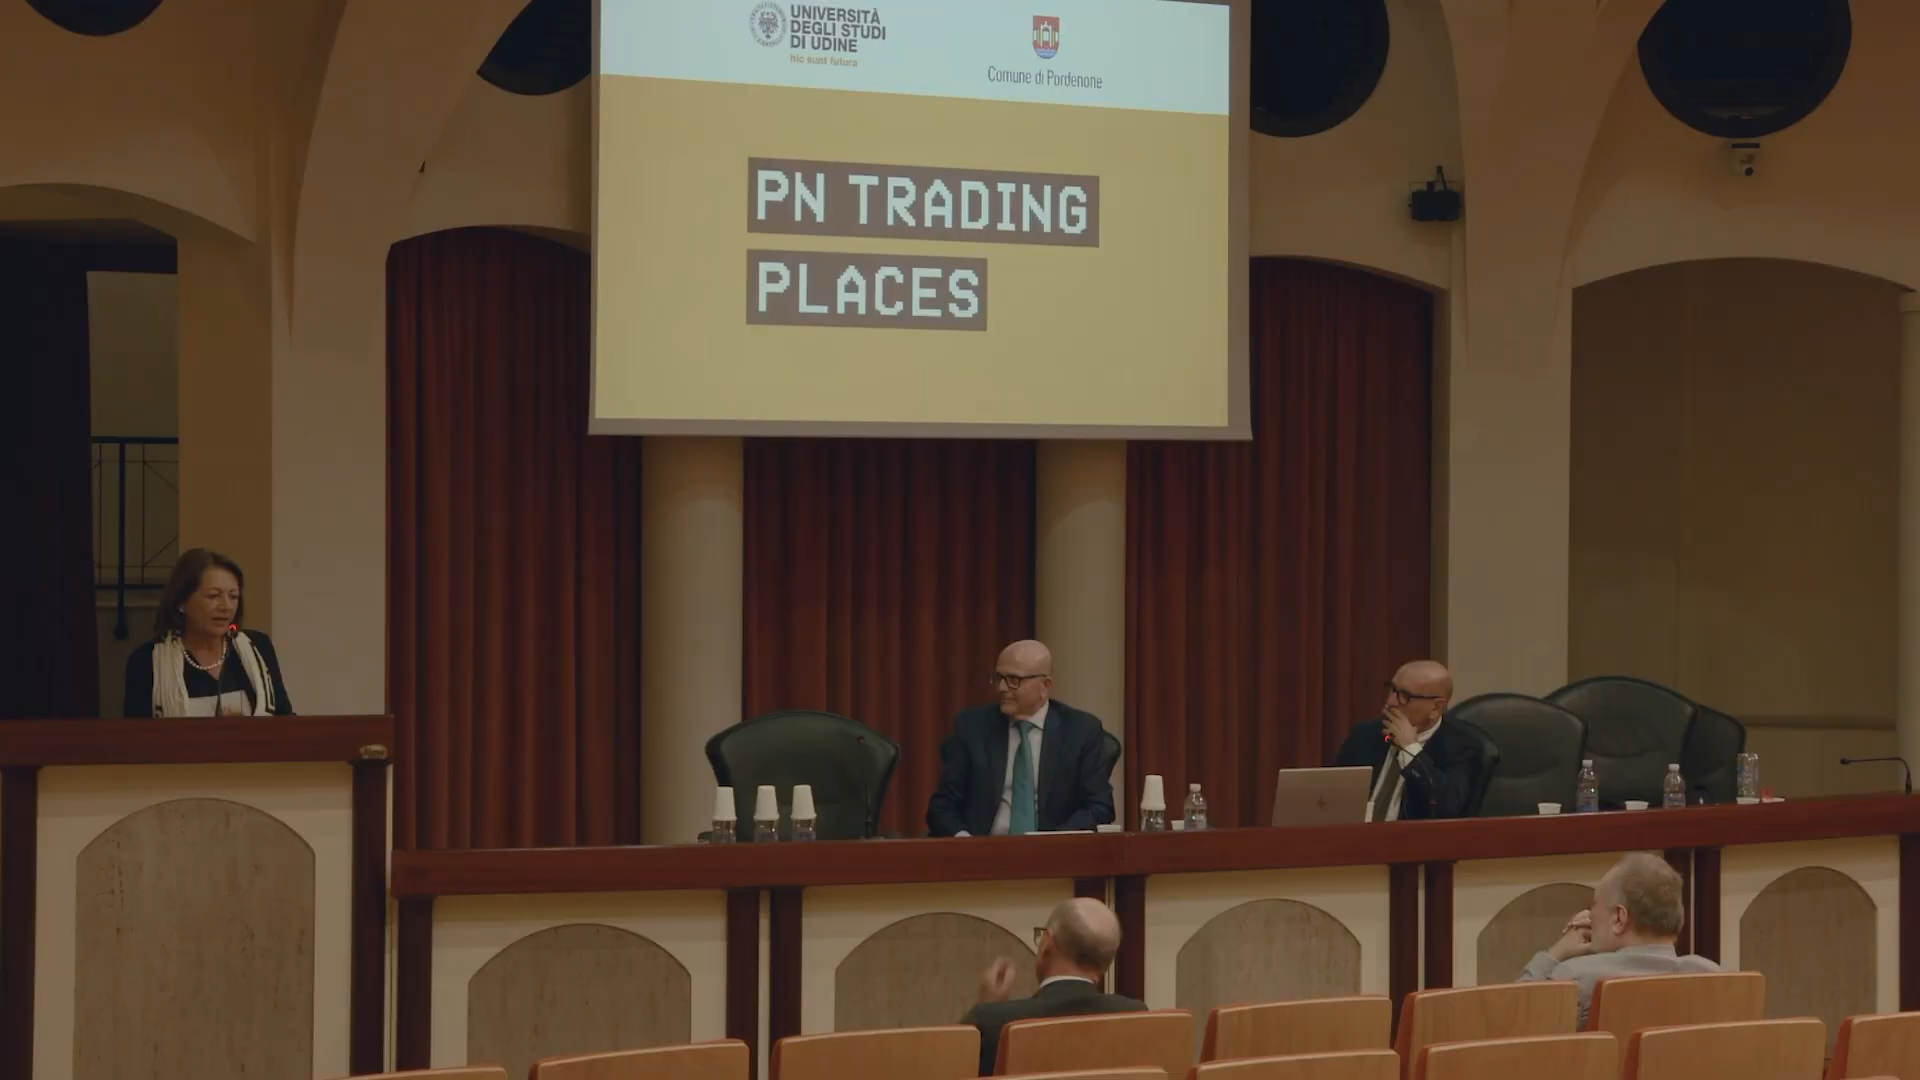 UNIVERSITÀ
DEGLI STUDI
DI UDINE
hic sunt futura
Comune di Pordenone
PN TRADING
PLACES